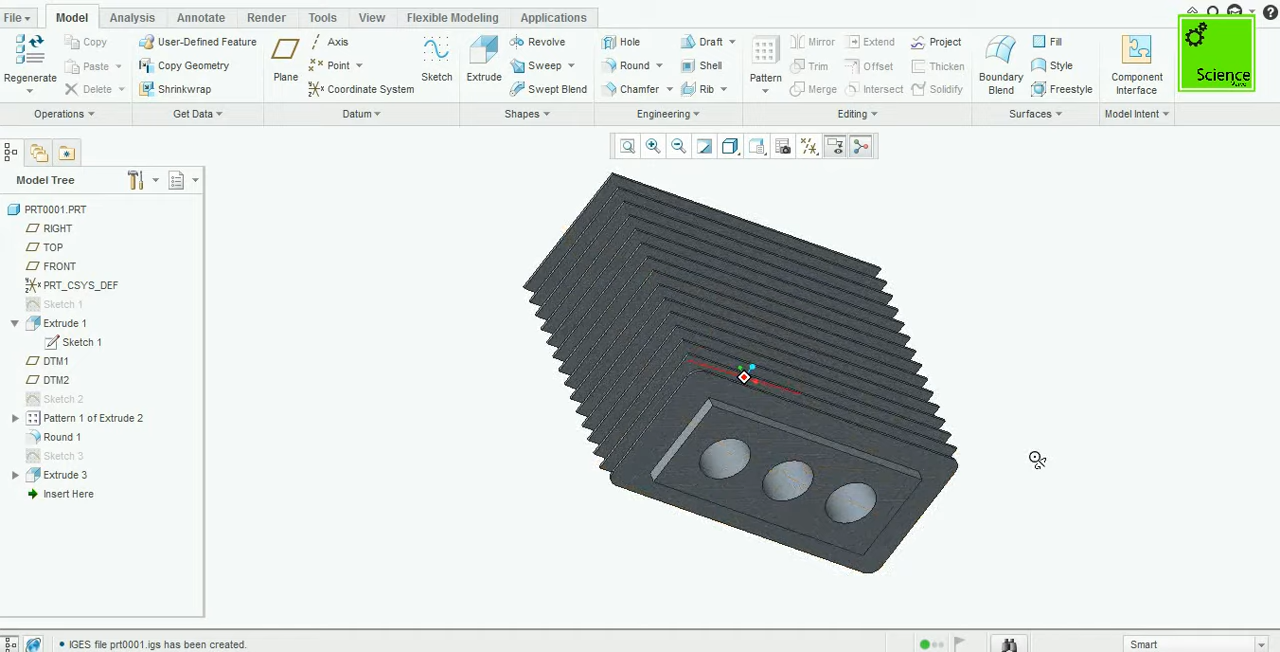 File
Model
Analysis
Annotate
Render
Tools
View
Flexible Modeling
Applications
Regenerate
Copy
Paste
Delete
User-Defined Feature
Copy Geometry
Shrinkwrap
Plane
Axis
Point
Coordinate System
Sketch
Extrude
Revolve
Sweep
Swept Blend
Hole
Round
Chamfer
Draft
Shell
Rib
Pattern
Mirror
Trim
Merge
Extend
Offset
Intersect
Project
Thicken
Solidify
Boundary
Blend
Fill
Style
Freestyle
Component
Interface
Science
Operations
Get Data
Datum
Shapes
Engineering
Editing
Surfaces
Model Intent
Model Tree
PRT0001.PRT
RIGHT
TOP
FRONT
PRT_CSYS_DEF
Sketch 1
Extrude 1
Sketch 1
DTM1
DTM2
Sketch 2
Pattern 1 of Extrude 2
Round 1
Sketch 3
Extrude 3
Insert Here
• IGES file prt0001.igs has been created.
Smart